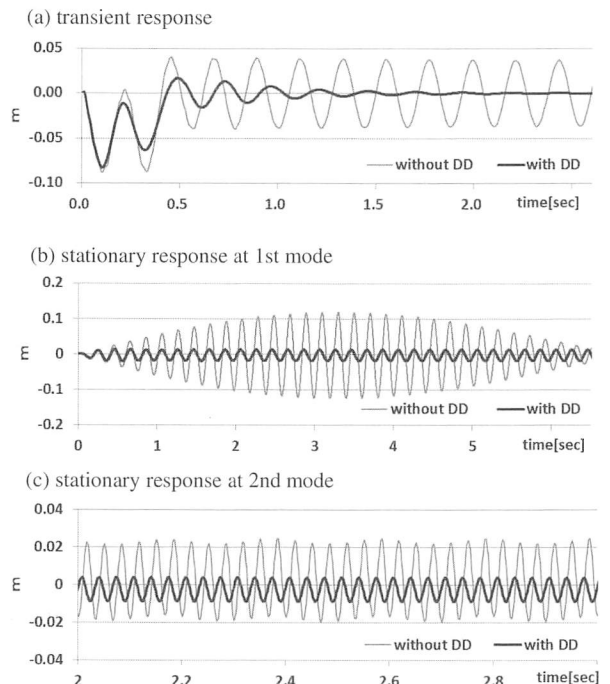 (a) transient response
0.05
0.00
-0.05
-0.10
m
without DD with DD
0.0 0.5 1.0 1.5 2.0 time[sec]
(b) stationary response at 1st mode
0.2
0.1
0
-0.1
-0.2
m
without DD with DD
0 1 2 3 4 5 time[sec]
(c) stationary response at 2nd mode
0.04
0.02
0
-0.02
-0.04
m
without DD with DD
2 2.2 2.4 2.6 2.8 time[sec]